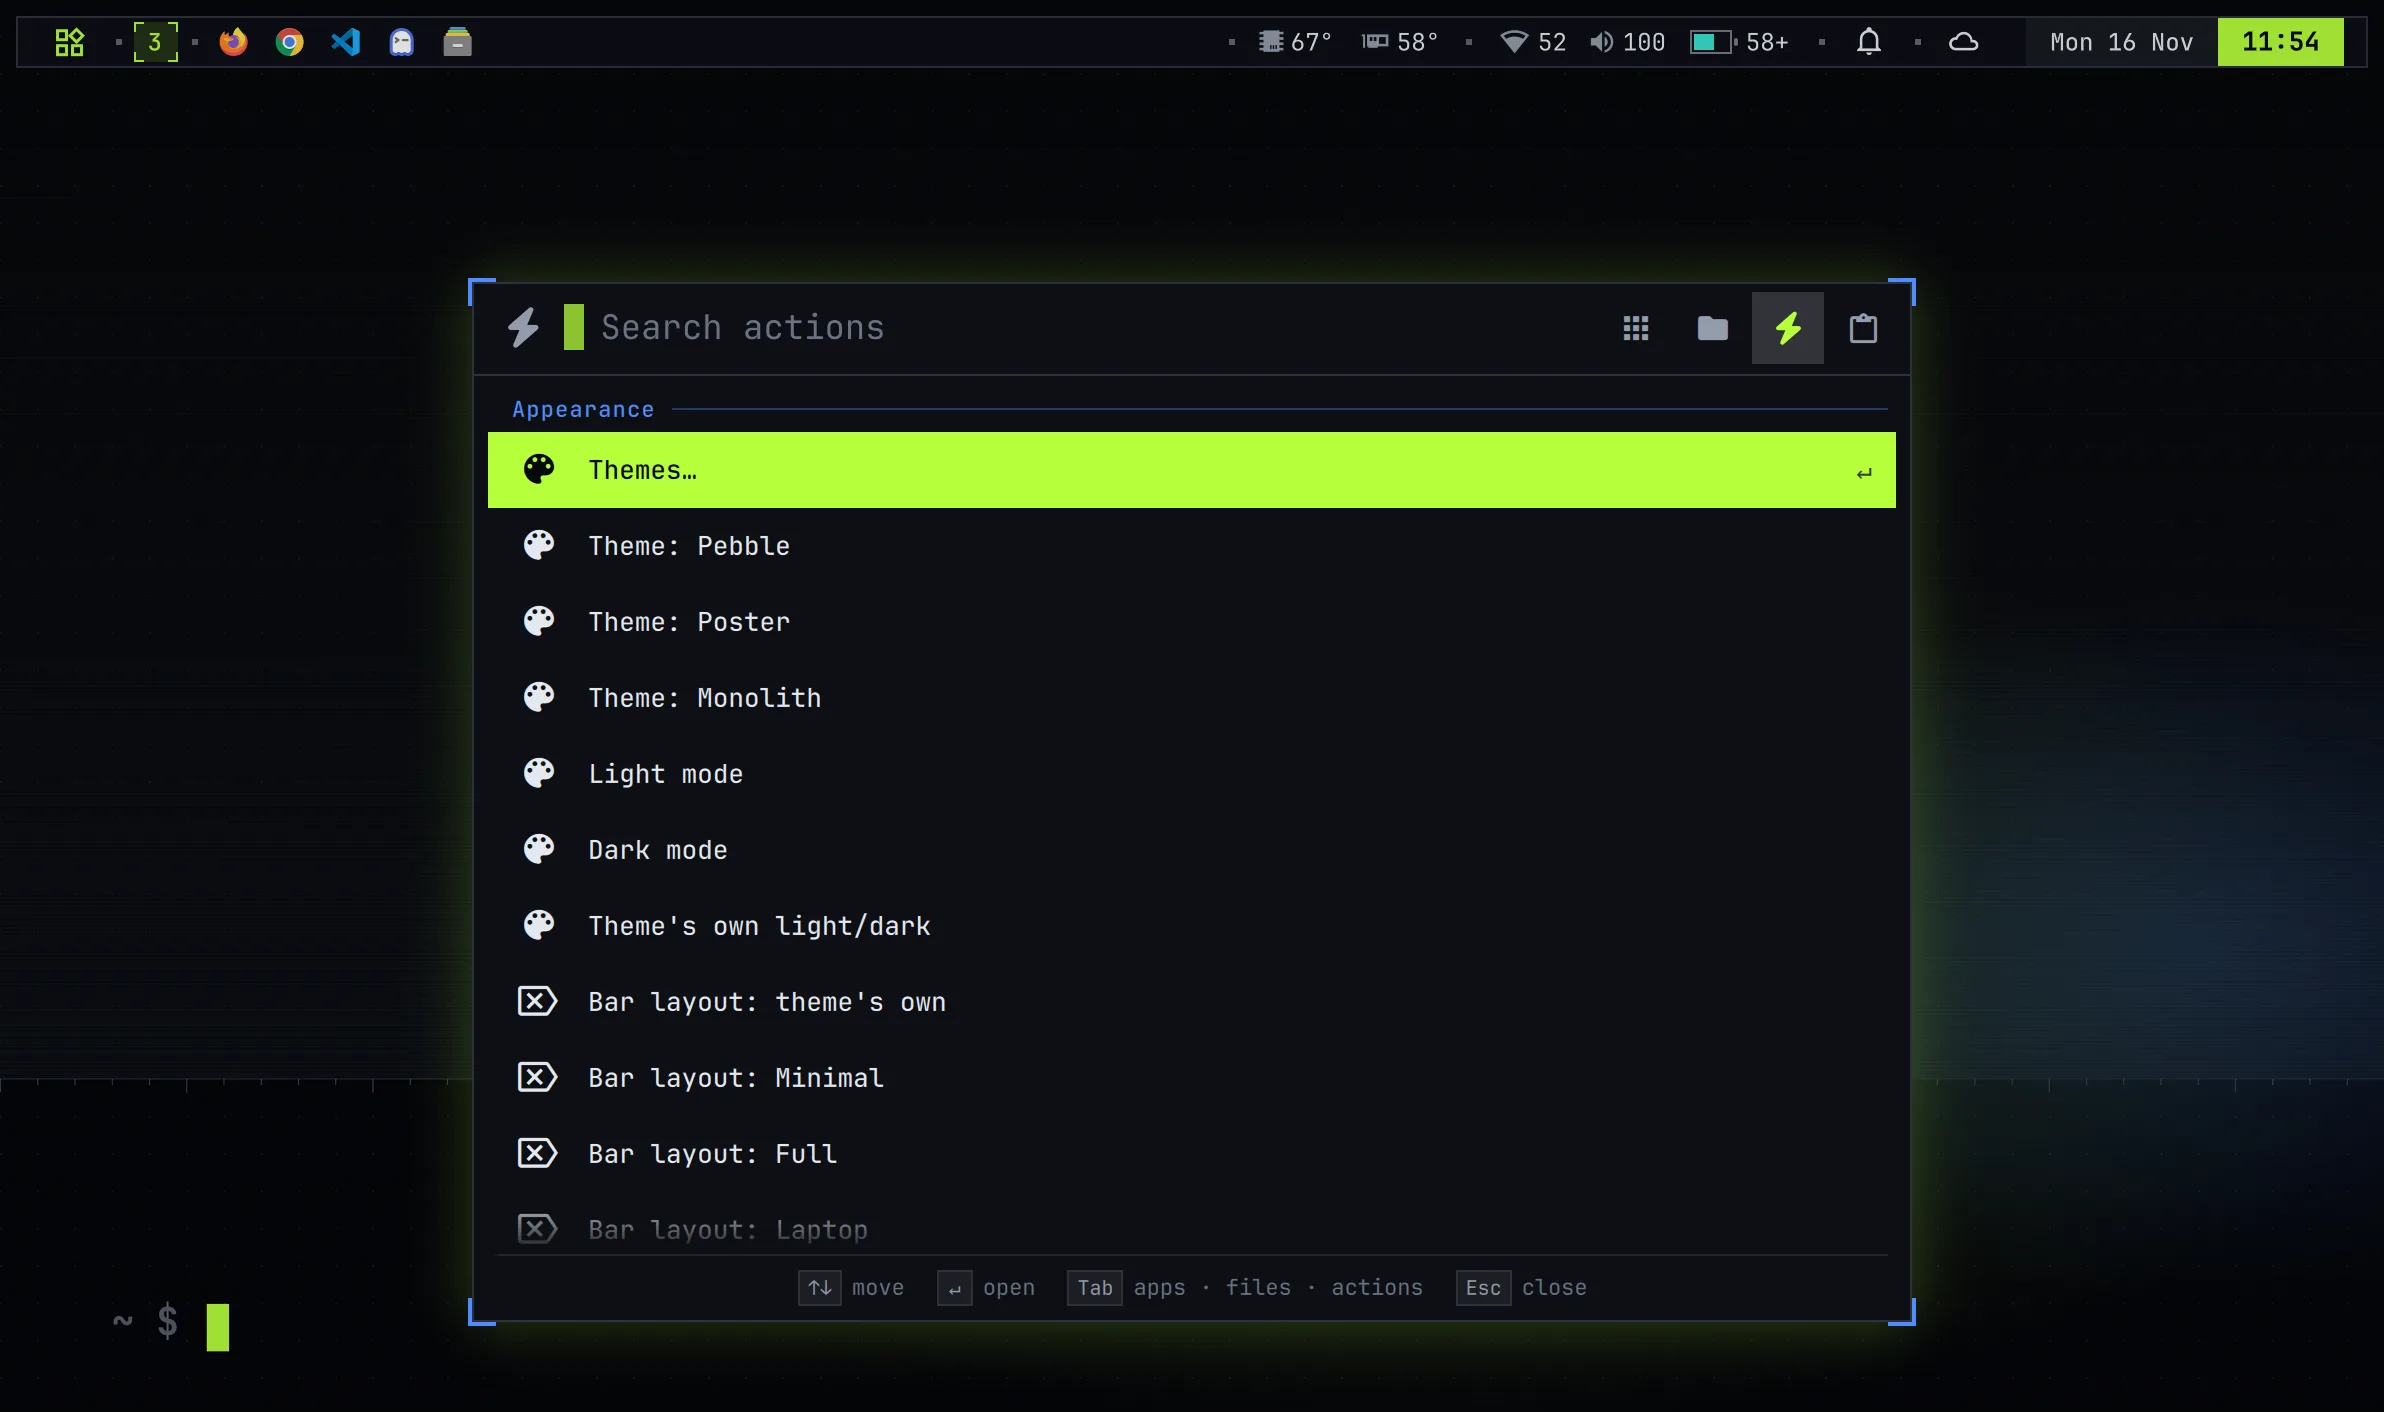 3 67° 58° 52 100 58+ Mon 16 Nov 11:54
Search actions
Appearance
Themes… ↵
Theme: Pebble
Theme: Poster
Theme: Monolith
Light mode
Dark mode
Theme's own light/dark
Bar layout: theme's own
Bar layout: Minimal
Bar layout: Full
Bar layout: Laptop
↑↓ move ↵ open Tab apps · files · actions Esc close
~ $